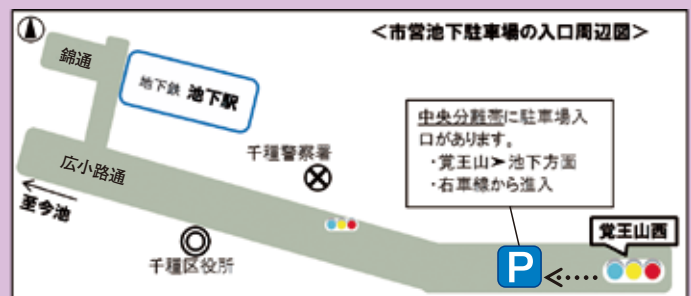 ＜市営池下駐車場の入口周辺図＞
錦通
地下鉄 池下駅
中央分離帯に駐車場入
口があります。
・覚王山➤池下方面
・右車線から進入
千種警察署
広小路通
至今池
千種区役所
覚王山西
P